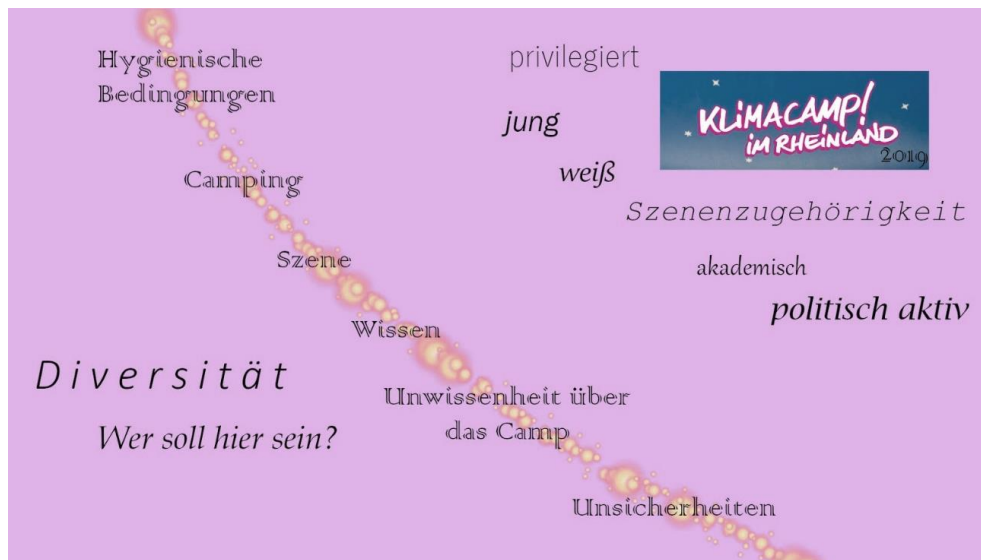 Hygienische
Bedingungen
Camping
Szene
Wissen
Unwissenheit über
das Camp
Unsicherheiten
privilegiert
jung
weiß
KLIMACAMP!
IM RHEINLAND
2019
Szenenzugehörigkeit
akademisch
politisch aktiv
Diversität
Wer soll hier sein?